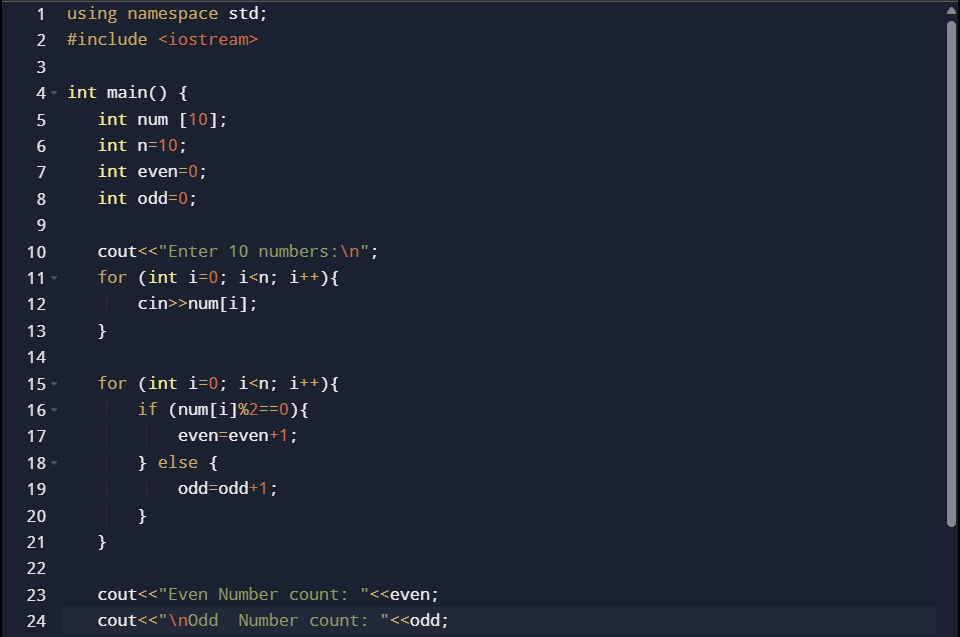 1 using namespace std;
2 #include <iostream>
3
4 int main() {
5    int num [10];
6    int n=10;
7    int even=0;
8    int odd=0;
9
10    cout<<"Enter 10 numbers:\n";
11    for (int i=0; i<n; i++){
12        cin>>num[i];
13    }
14
15    for (int i=0; i<n; i++){
16        if (num[i]%2==0){
17            even=even+1;
18        } else {
19            odd=odd+1;
20        }
21    }
22
23    cout<<"Even Number count: "<<even;
24    cout<<"\nOdd  Number count: "<<odd;